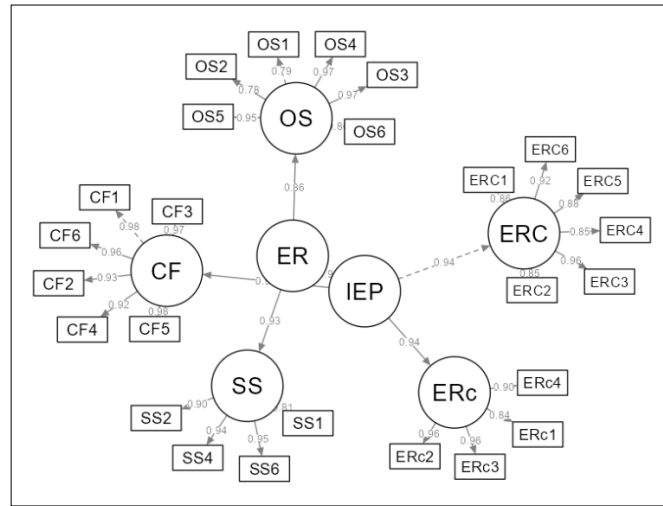 OS1
OS4
OS2
OS3
0.79
0.97
0.78
0.97
OS5
0.95
OS
OS6
0.86
ERC6
ERC1
0.92
ERC5
0.86
0.88
CF1
CF3
0.98
0.97
ERC
0.85
ERC4
CF6
0.96
ER
CF
0.94
0.96
CF2
0.93
IEP
0.85
ERC3
ERC2
0.92
CF4
0.98
CF5
0.93
0.94
SS
ERc
0.90
ERc4
SS2
0.90
0.81
SS1
0.84
ERc1
0.94
0.95
0.96
0.96
SS4
SS6
ERc2
ERc3